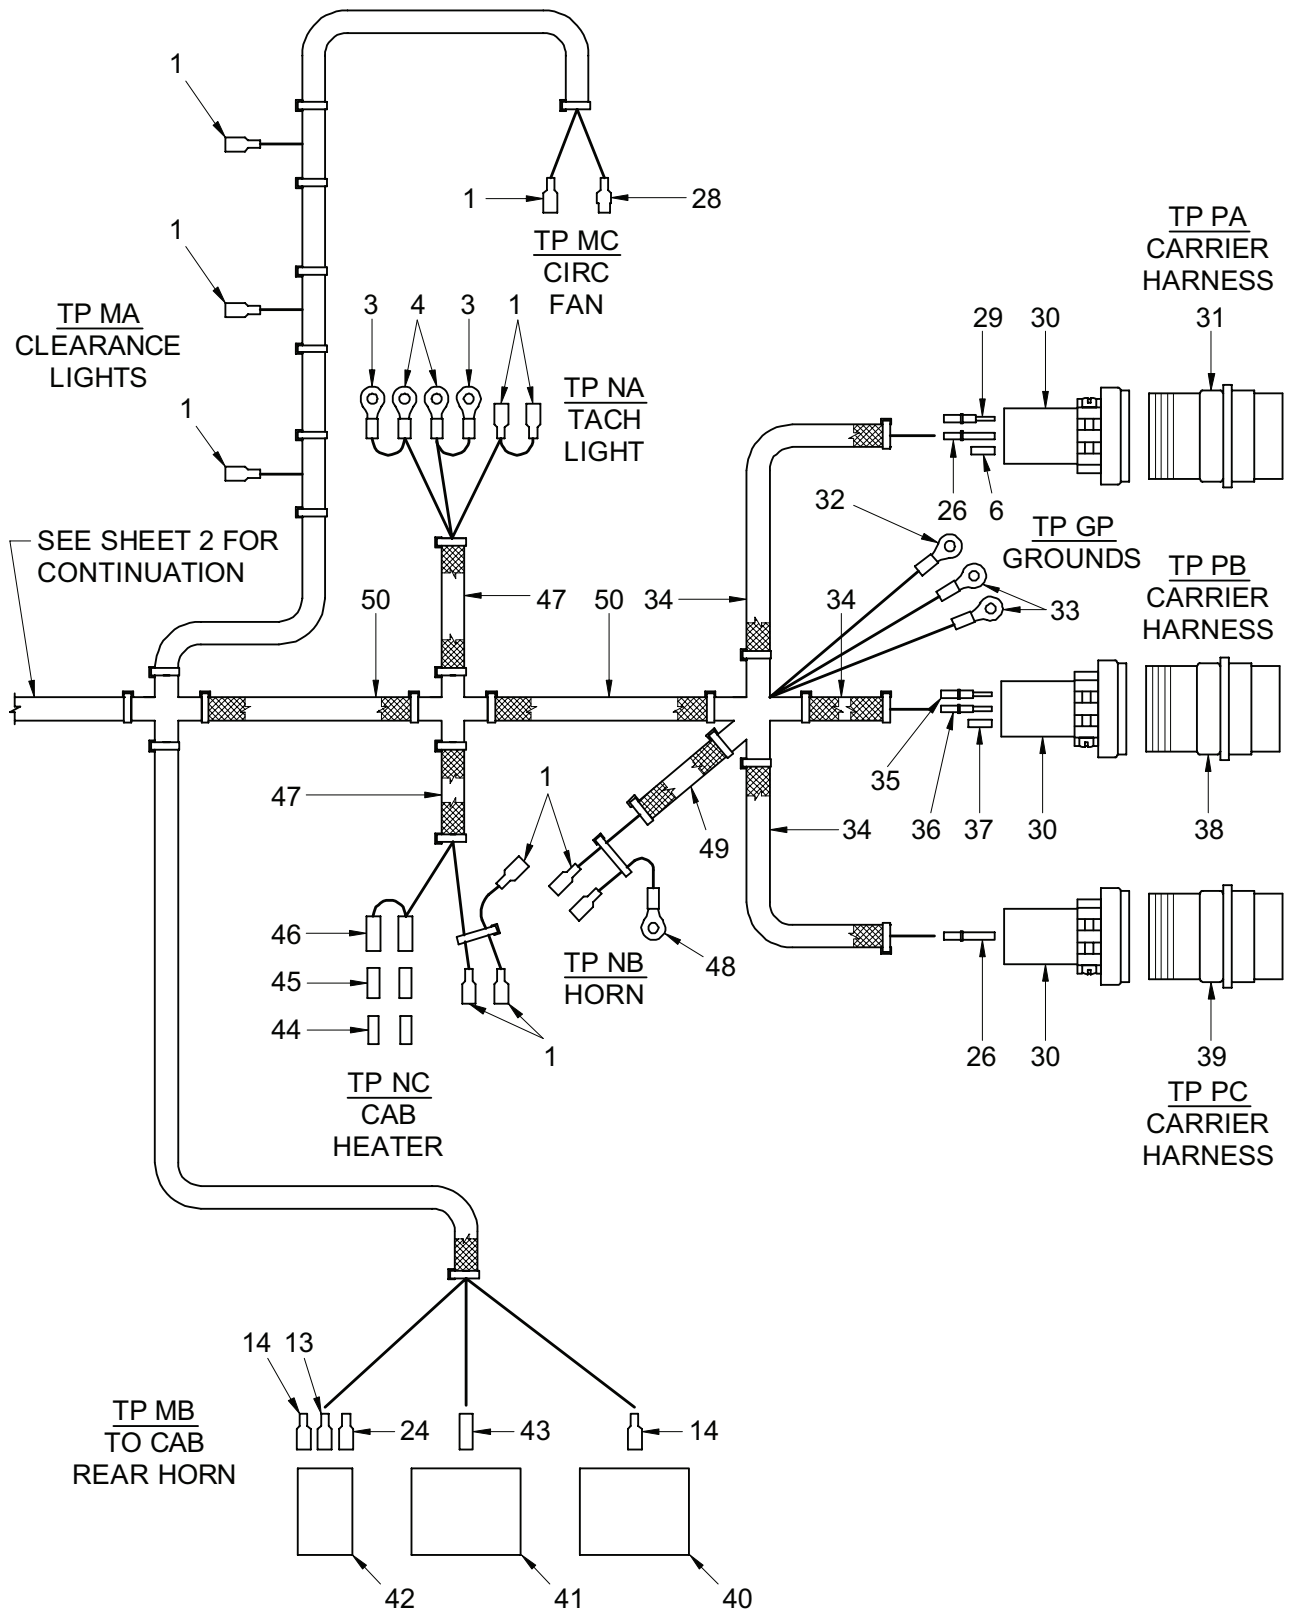 1
1
28
TP MC
CIRC
FAN
TP PA
CARRIER
HARNESS
1
TP MA
CLEARANCE
LIGHTS
3
4
3
1
29
30
31
TP NA
TACH
LIGHT
1
32
26
6
SEE SHEET 2 FOR
CONTINUATION
TP GP
GROUNDS
TP PB
CARRIER
HARNESS
50
47
50
34
34
33
47
1
35
36
37
30
38
49
34
46
45
44
TP NB
HORN
48
1
26
30
39
TP NC
CAB
HEATER
TP PC
CARRIER
HARNESS
14
13
TP MB
TO CAB
REAR HORN
24
43
14
42
41
40